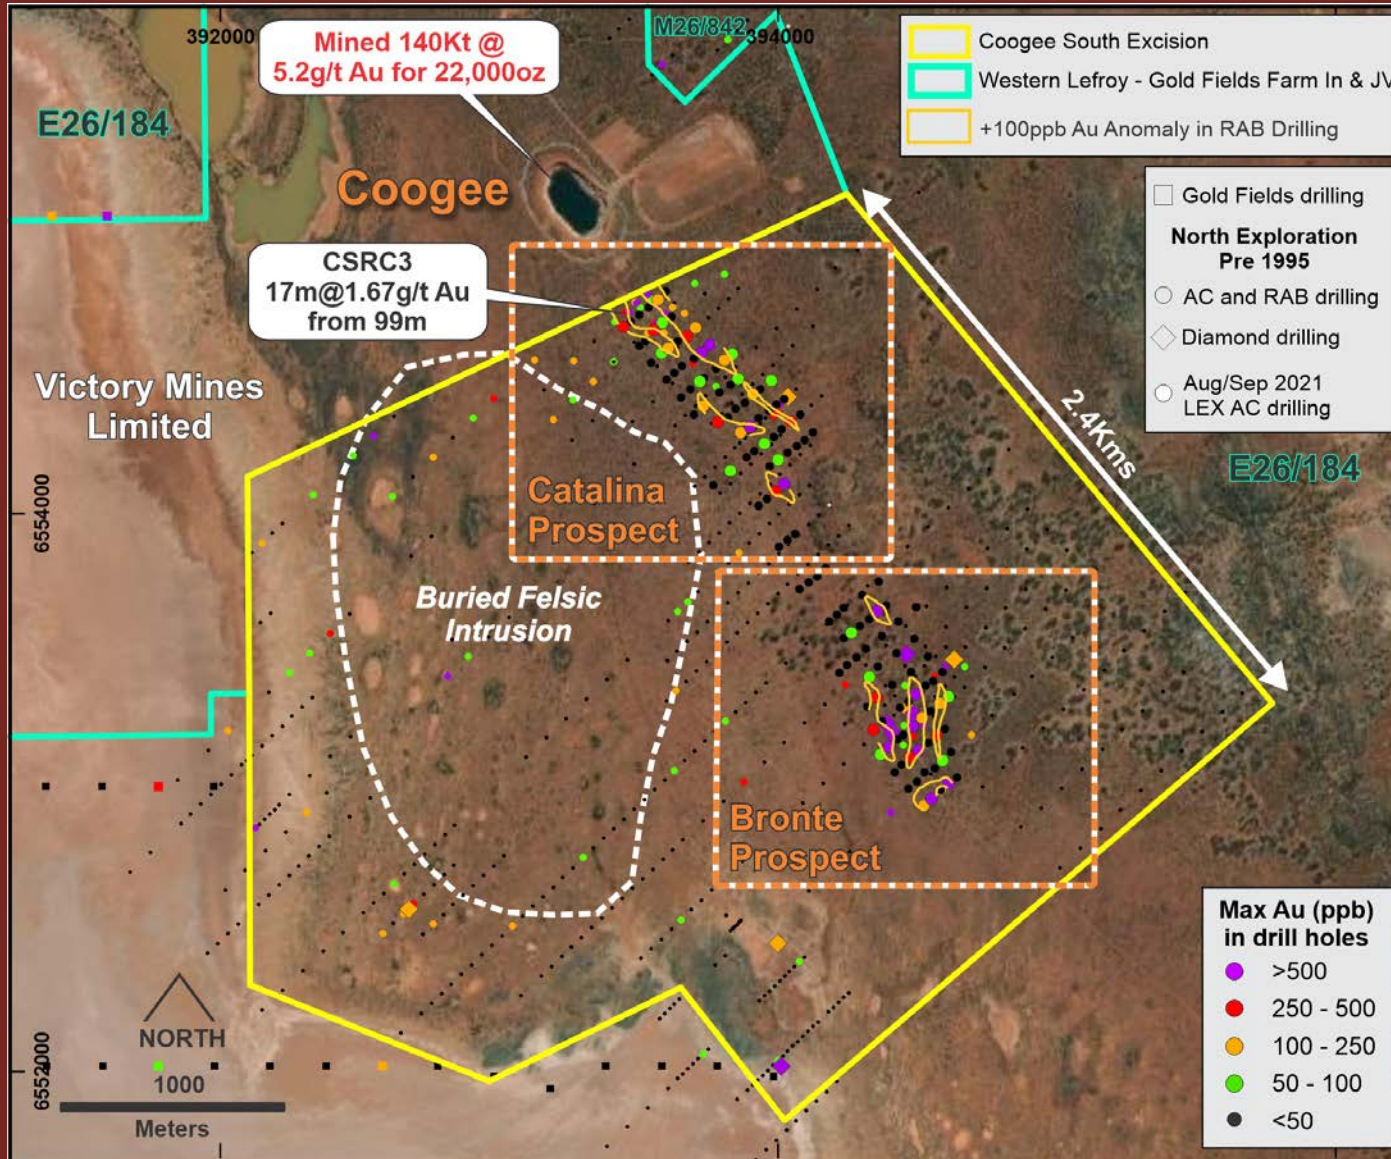 392000
394000
M26/842
Mined 140Kt @
5.2g/t Au for 22,000oz
E26/184
Coogee
CSRC3
17m@1.67g/t Au
from 99m
Victory Mines
Limited
6554000
6552000
Catalina
Prospect
Buried Felsic
Intrusion
Bronte
Prospect
2.4Kms
E26/184
Coogee South Excision
Western Lefroy - Gold Fields Farm In & JV
+100ppb Au Anomaly in RAB Drilling
Gold Fields drilling
North Exploration
Pre 1995
AC and RAB drilling
Diamond drilling
Aug/Sep 2021
LEX AC drilling
Max Au (ppb)
in drill holes
>500
250 - 500
100 - 250
50 - 100
<50
NORTH
1000
Meters